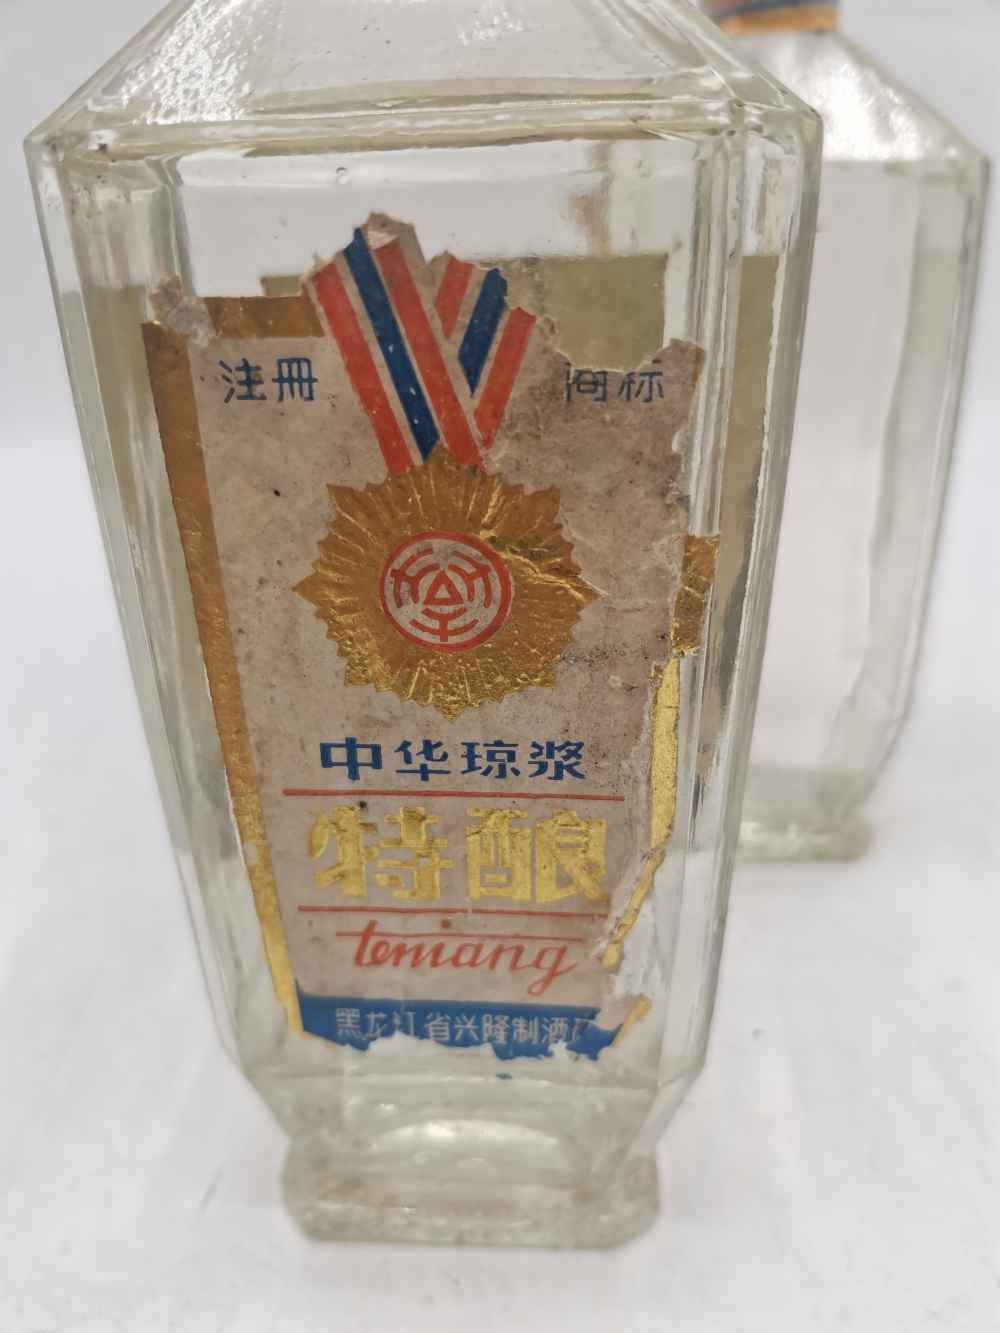 注册 商标
中华琼浆
特酿
teniang
黑龙江省兴隆制酒厂